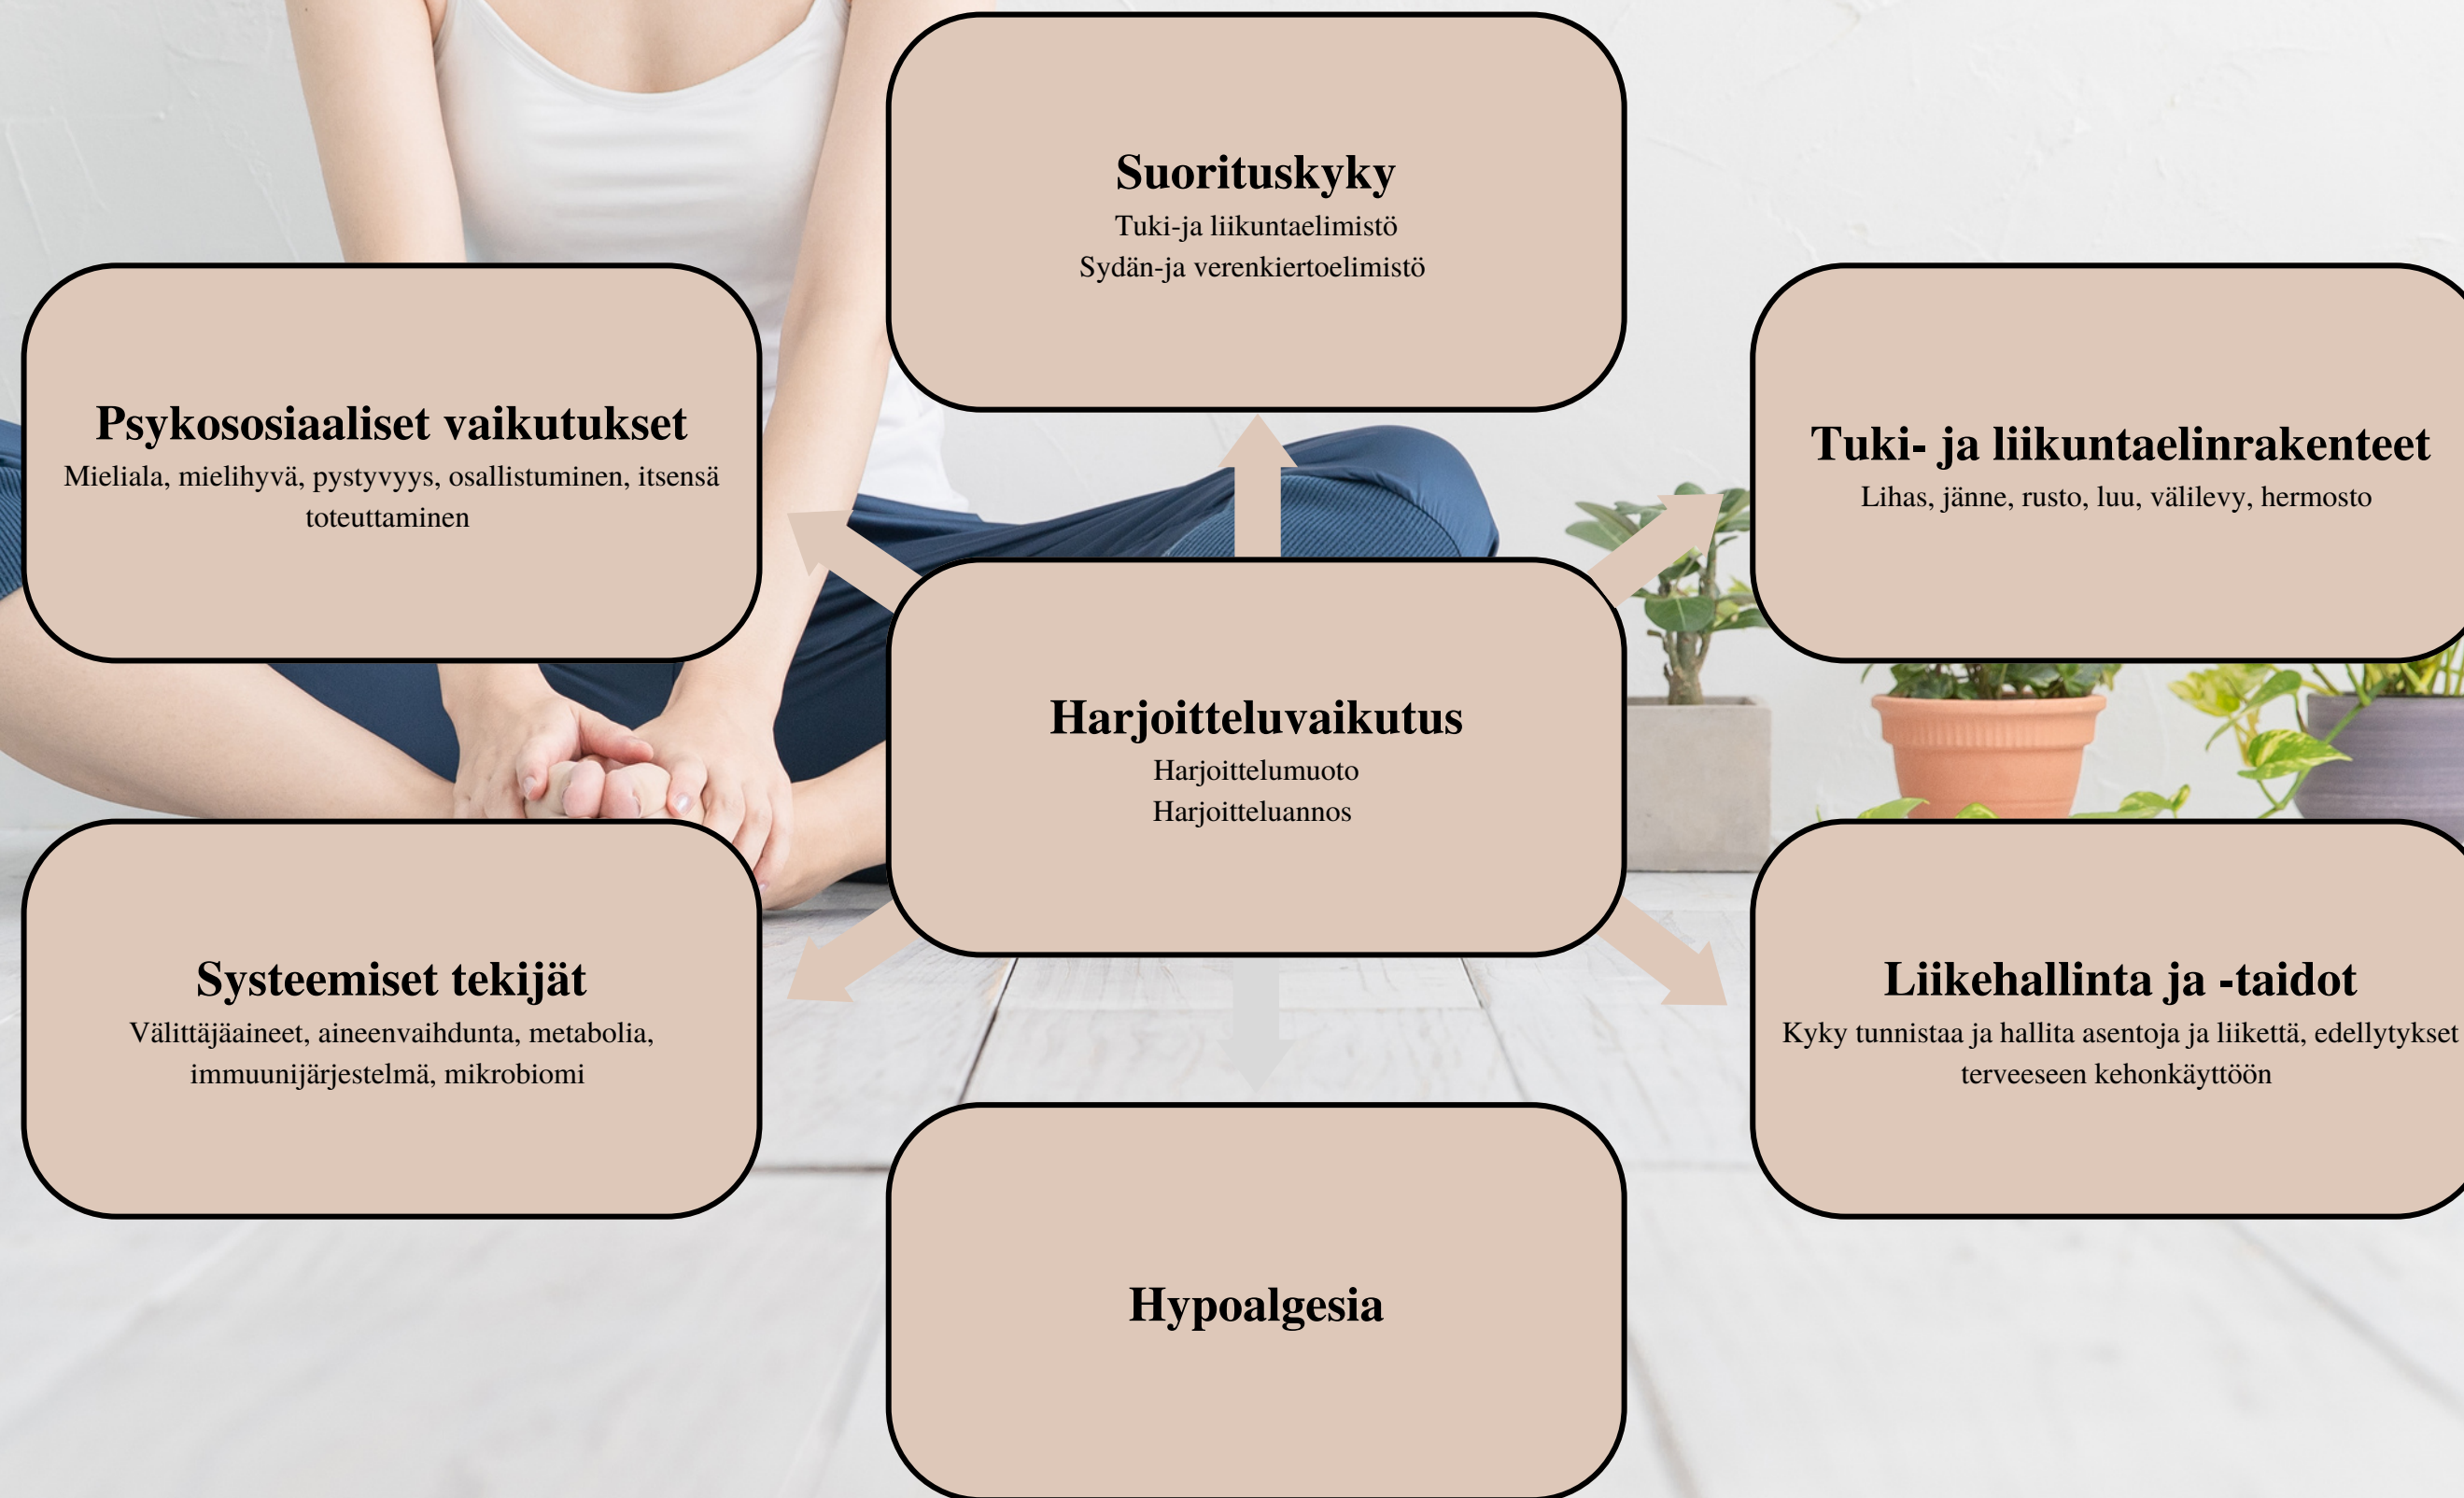 Suorituskyky
Tuki-ja liikuntaelimistö
Sydän-ja verenkiertoelimistö
Psykososiaaliset vaikutukset
Mieliala, mielihyvä, pystyvyys, osallistuminen, itsensä
toteuttaminen
Tuki- ja liikuntaelinrakenteet
Lihas, jänne, rusto, luu, välilevy, hermosto
Harjoitteluvaikutus
Harjoittelumuoto
Harjoitteluannos
Systeemiset tekijät
Välittäjäaineet, aineenvaihdunta, metabolia,
immuunijärjestelmä, mikrobiomi
Liikehallinta ja -taidot
Kyky tunnistaa ja hallita asentoja ja liikettä, edellytykset
terveeseen kehonkäyttöön
Hypoalgesia